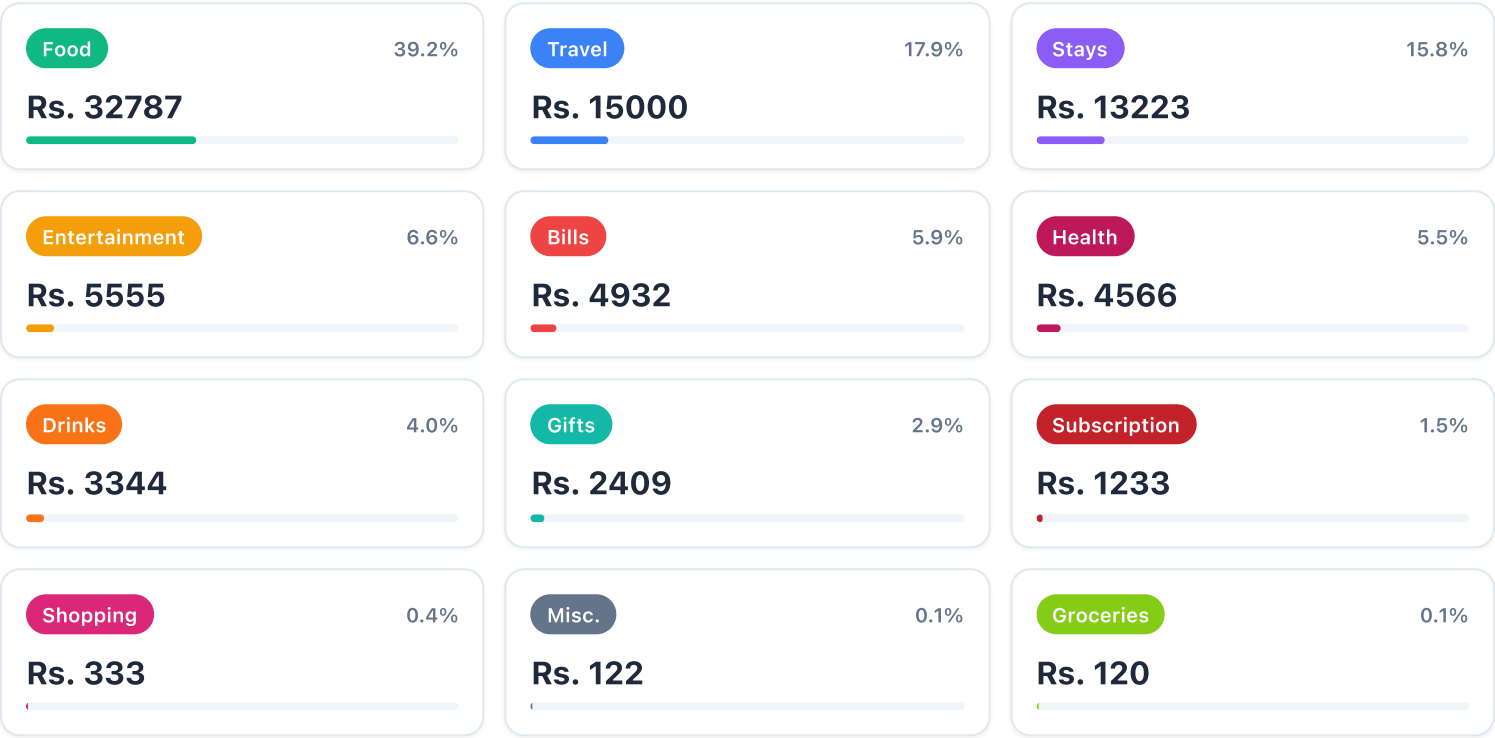 Food 39.2%
Rs. 32787
Travel 17.9%
Rs. 15000
Stays 15.8%
Rs. 13223
Entertainment 6.6%
Rs. 5555
Bills 5.9%
Rs. 4932
Health 5.5%
Rs. 4566
Drinks 4.0%
Rs. 3344
Gifts 2.9%
Rs. 2409
Subscription 1.5%
Rs. 1233
Shopping 0.4%
Rs. 333
Misc. 0.1%
Rs. 122
Groceries 0.1%
Rs. 120